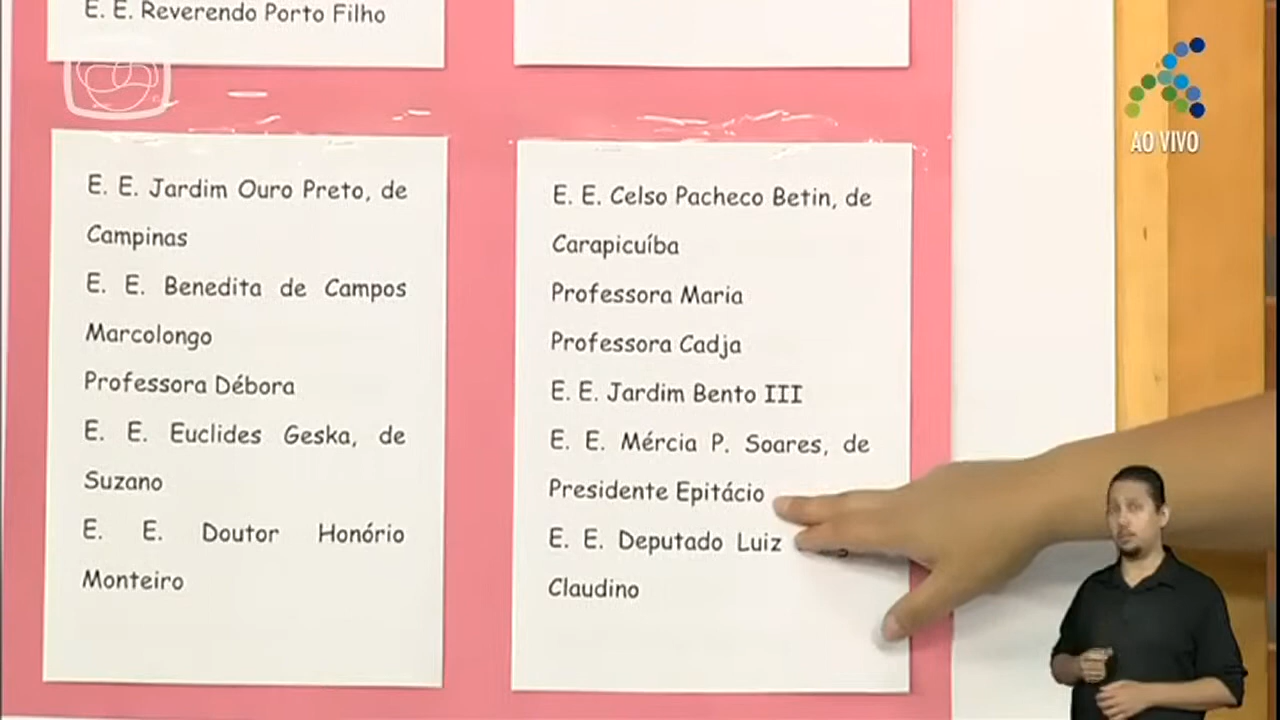 E. E. Reverendo Porto Filho
E. E. Jardim Ouro Preto, de
Campinas
E. E. Benedita de Campos
Marcolongo
Professora Débora
E. E. Euclides Geska, de
Suzano
E. E. Doutor Honório
Monteiro
E. E. Celso Pacheco Betin, de
Carapicuíba
Professora Maria
Professora Cadja
E. E. Jardim Bento III
E. E. Mércia P. Soares, de
Presidente Epitácio
E. E. Deputado Luiz
Claudino
AO VIVO